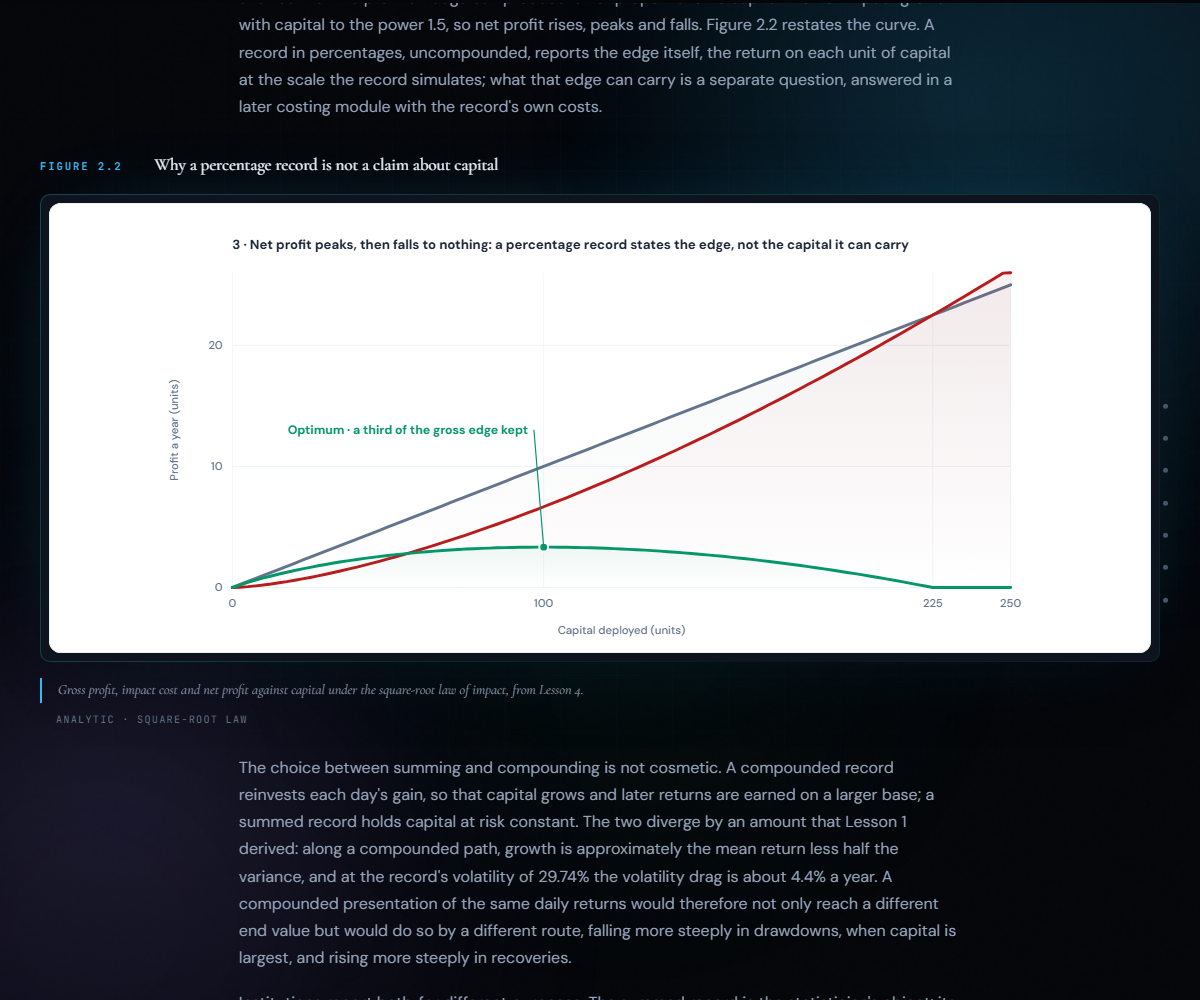 with capital to the power 1.5, so net profit rises, peaks and falls. Figure 2.2 restates the curve. A
record in percentages, uncompounded, reports the edge itself, the return on each unit of capital
at the scale the record simulates; what that edge can carry is a separate question, answered in a
later costing module with the record's own costs.
FIGURE 2.2 Why a percentage record is not a claim about capital
3 · Net profit peaks, then falls to nothing: a percentage record states the edge, not the capital it can carry
20
Profit a year (units)
Optimum · a third of the gross edge kept
10
0
0 100 225 250
Capital deployed (units)
Gross profit, impact cost and net profit against capital under the square-root law of impact, from Lesson 4.
ANALYTIC · SQUARE-ROOT LAW
The choice between summing and compounding is not cosmetic. A compounded record
reinvests each day's gain, so that capital grows and later returns are earned on a larger base; a
summed record holds capital at risk constant. The two diverge by an amount that Lesson 1
derived: along a compounded path, growth is approximately the mean return less half the
variance, and at the record's volatility of 29.74% the volatility drag is about 4.4% a year. A
compounded presentation of the same daily returns would therefore not only reach a different
end value but would do so by a different route, falling more steeply in drawdowns, when capital is
largest, and rising more steeply in recoveries.